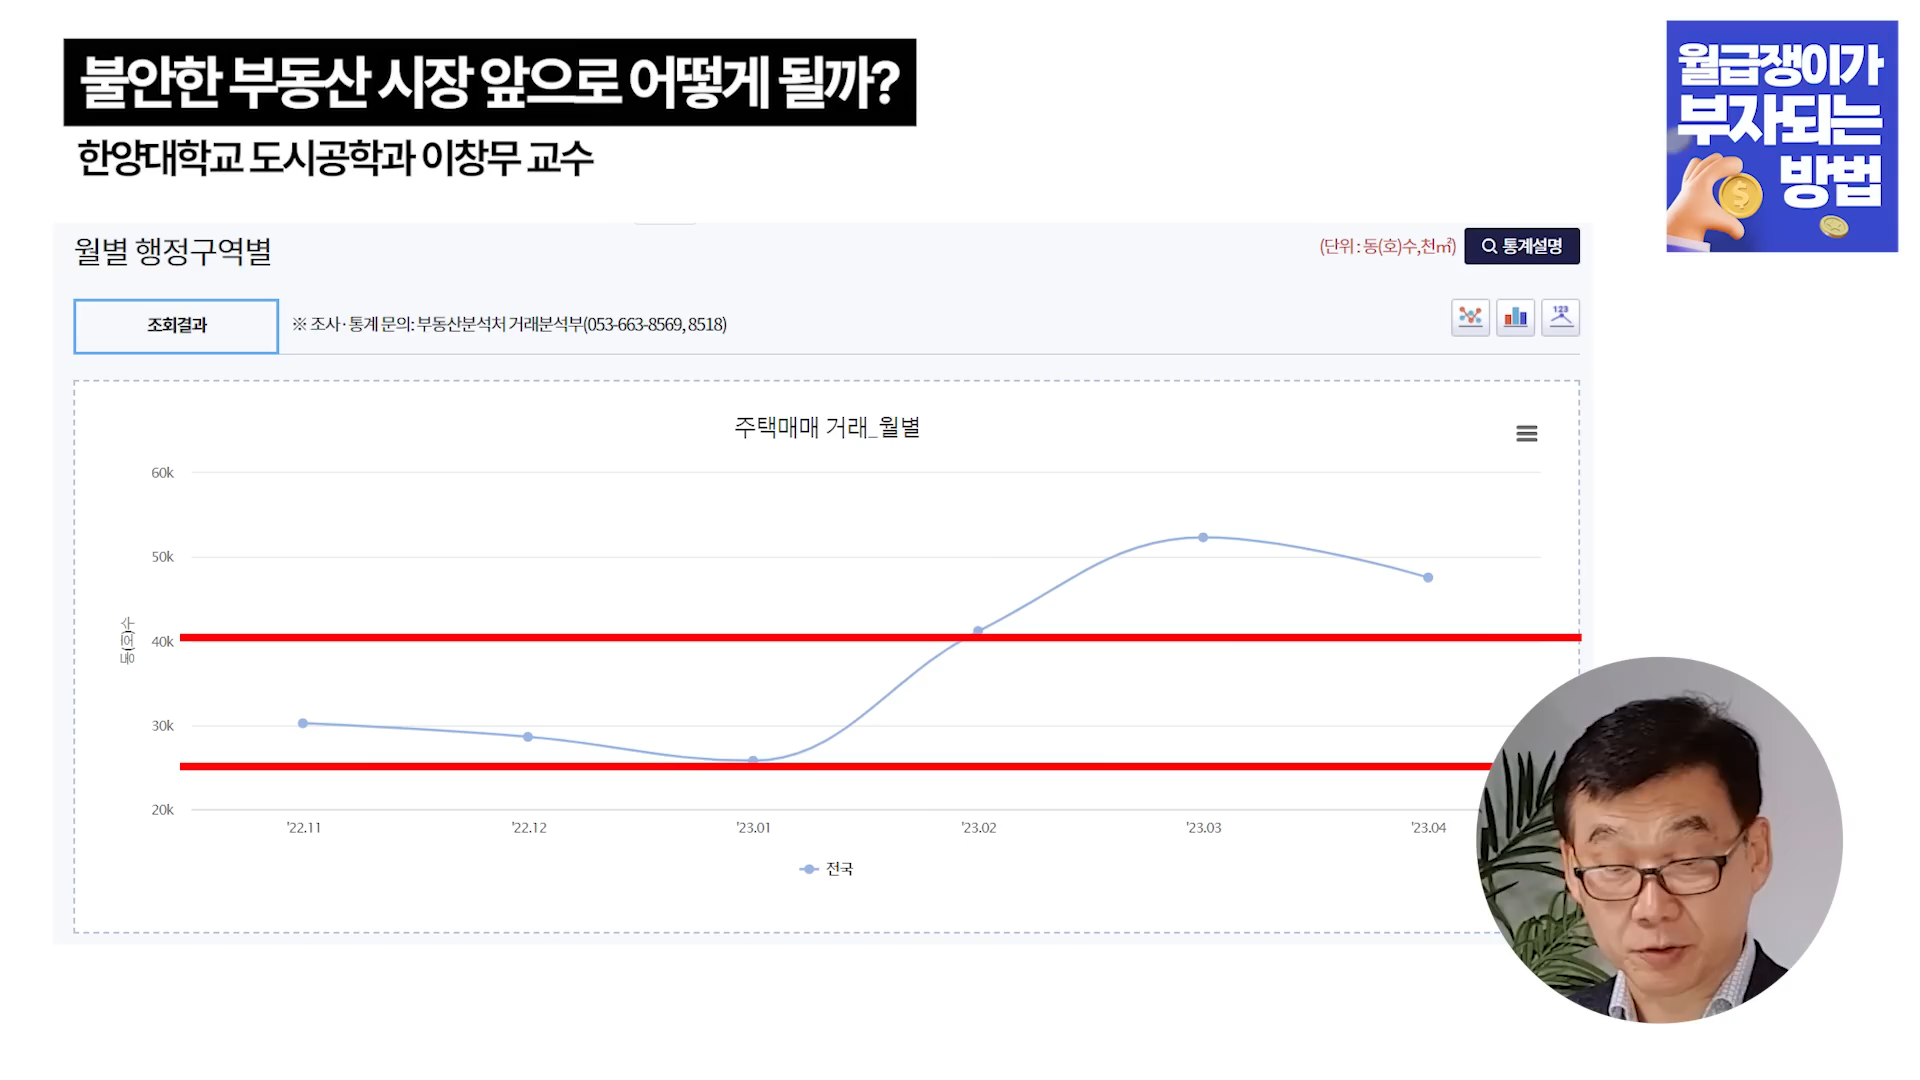 불안한 부동산 시장 앞으로 어떻게 될까?
한양대학교 도시공학과 이창무 교수
월급쟁이가
부자되는
방법
월별 행정구역별
(단위 : 동(호)수,천㎡)
통계설명
조회결과
※ 조사·통계 문의: 부동산분석처 거래분석부(053-663-8569, 8518)
123
주택매매 거래_월별
60k
50k
40k
30k
20k
동(호)수
'22.11
'22.12
'23.01
'23.02
'23.03
'23.04
전국